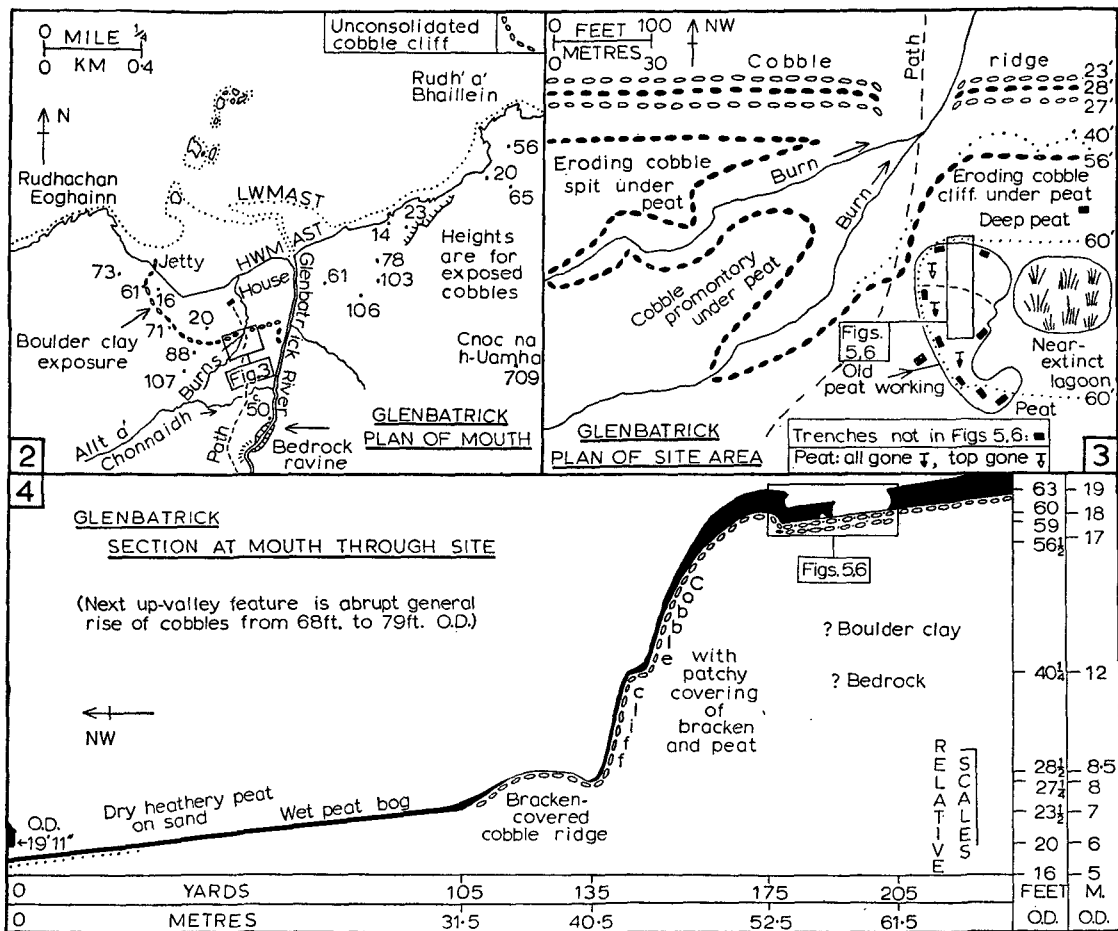 0 MILE ¼
0 KM 0·4
Unconsolidated
cobble cliff
N
Rudh' a'
Bhaillein
56
20
65
Rudhachan
Eoghainn
LWMAST
HWMAST
23
14
Heights
are for
exposed
cobbles
78
103
61
106
Jetty
House
73
61
16
20
71
88
107
Boulder clay
exposure
Burns
Fig.3
Glenbatrick River
Cnoc na
h-Uamha
709
50
Allt a'
Chonnaidh
Path
Bedrock
ravine
GLENBATRICK
PLAN OF MOUTH
2
0 FEET 100
METRES
0 30
NW
Path
Cobble ridge
23'
28'
27'
40'
56'
Eroding cobble
spit under
peat
Burn
Burn
Eroding cobble
cliff under peat
Deep peat
60'
Cobble
promontory
under peat
Figs.
5,6
Old
peat working
Near-
extinct
lagoon
60'
Peat
GLENBATRICK
PLAN OF SITE AREA
Trenches not in Figs 5,6:
Peat: all gone , top gone
3
4
GLENBATRICK
SECTION AT MOUTH THROUGH SITE
(Next up-valley feature is abrupt general
rise of cobbles from 68ft. to 79ft. O.D.)
NW
Figs.5,6
Cobble
cliff
with
patchy
covering
of
bracken
and peat
? Boulder clay
? Bedrock
Dry heathery peat
on sand
Wet peat bog
Bracken-
covered
cobble ridge
O.D.
←19'11"
RELATIVE
SCALES
63 19
60 18
59
17
56½
40¼ 12
28½ 8·5
27¼ 8
23½ 7
20 6
16 5
FEET M.
O.D. O.D.
0 YARDS 105 135 175 205
0 METRES 31·5 40·5 52·5 61·5